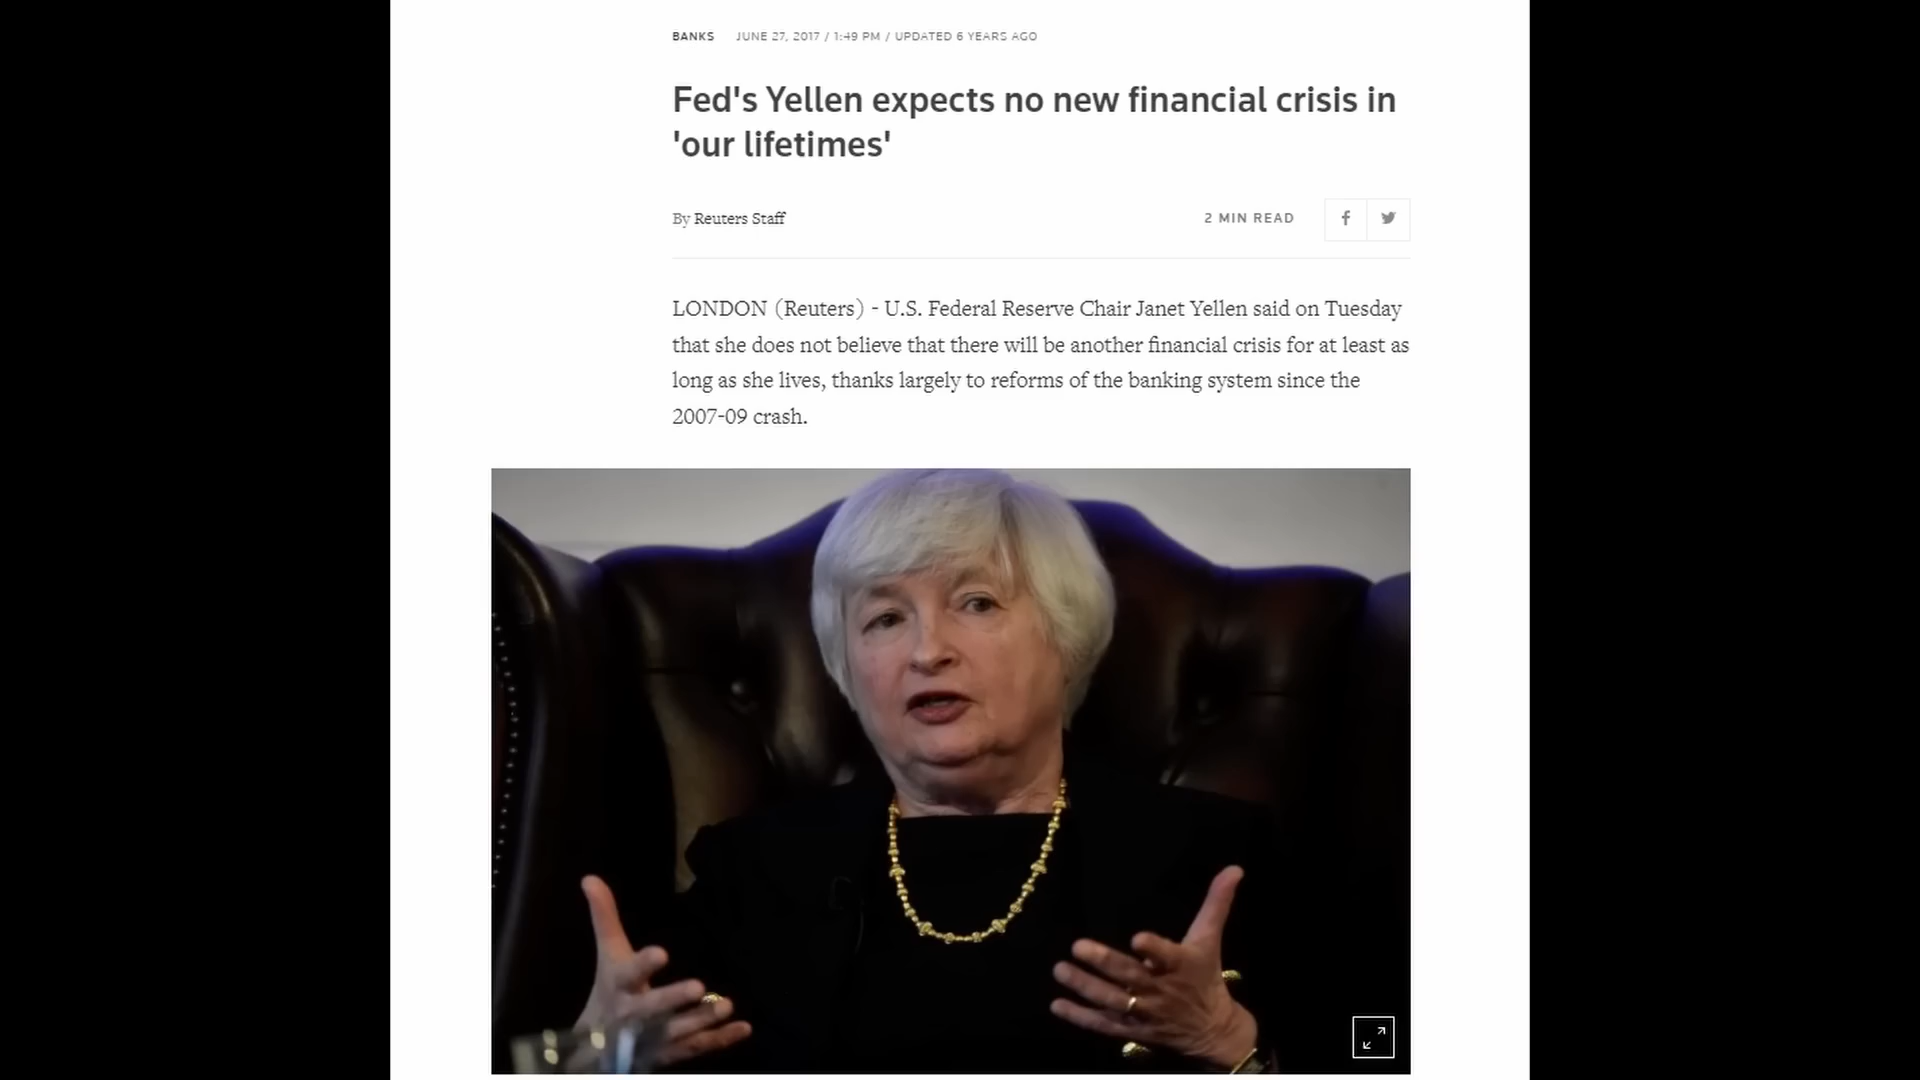 BANKS JUNE 27, 2017 / 1:49 PM / UPDATED 6 YEARS AGO
Fed's Yellen expects no new financial crisis in
'our lifetimes'
By Reuters Staff
2 MIN READ
LONDON (Reuters) - U.S. Federal Reserve Chair Janet Yellen said on Tuesday
that she does not believe that there will be another financial crisis for at least as
long as she lives, thanks largely to reforms of the banking system since the
2007-09 crash.